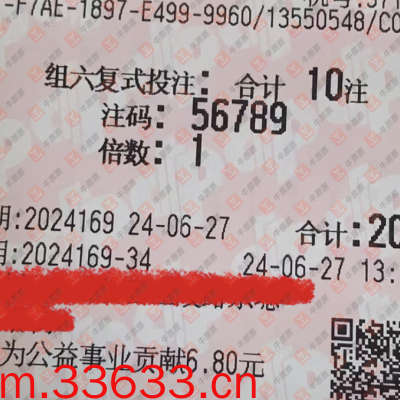 -F7AE-1897-E499-9960/13550548/CO
组六复式投注: 合计 10注
注码: 56789
倍数: 1
期:2024169 24-06-27 合计:20
期:2024169-34 24-06-27 13:
为公益事业贡献6.80元
m.33633.cn